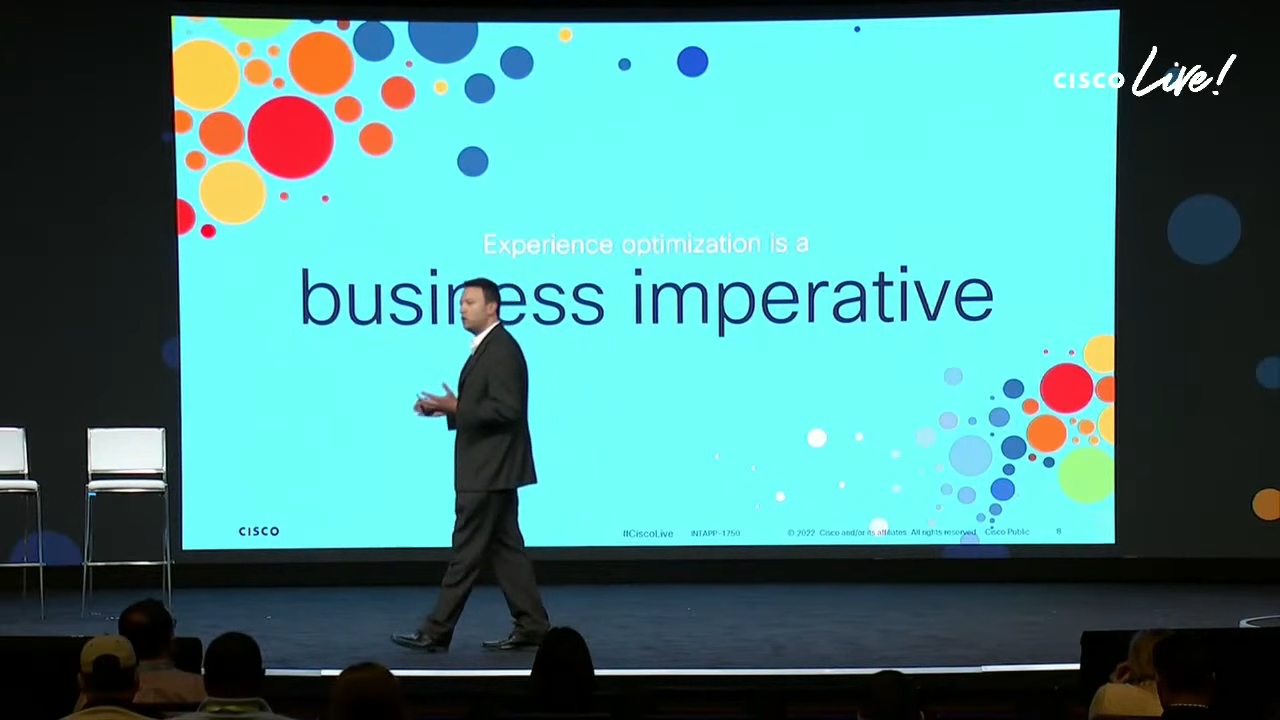 CISCO Live!
Experience optimization is a
business imperative
CISCO
#CiscoLive INTAPP-1750 © 2022 Cisco and/or its affiliates. All rights reserved. Cisco Public 8